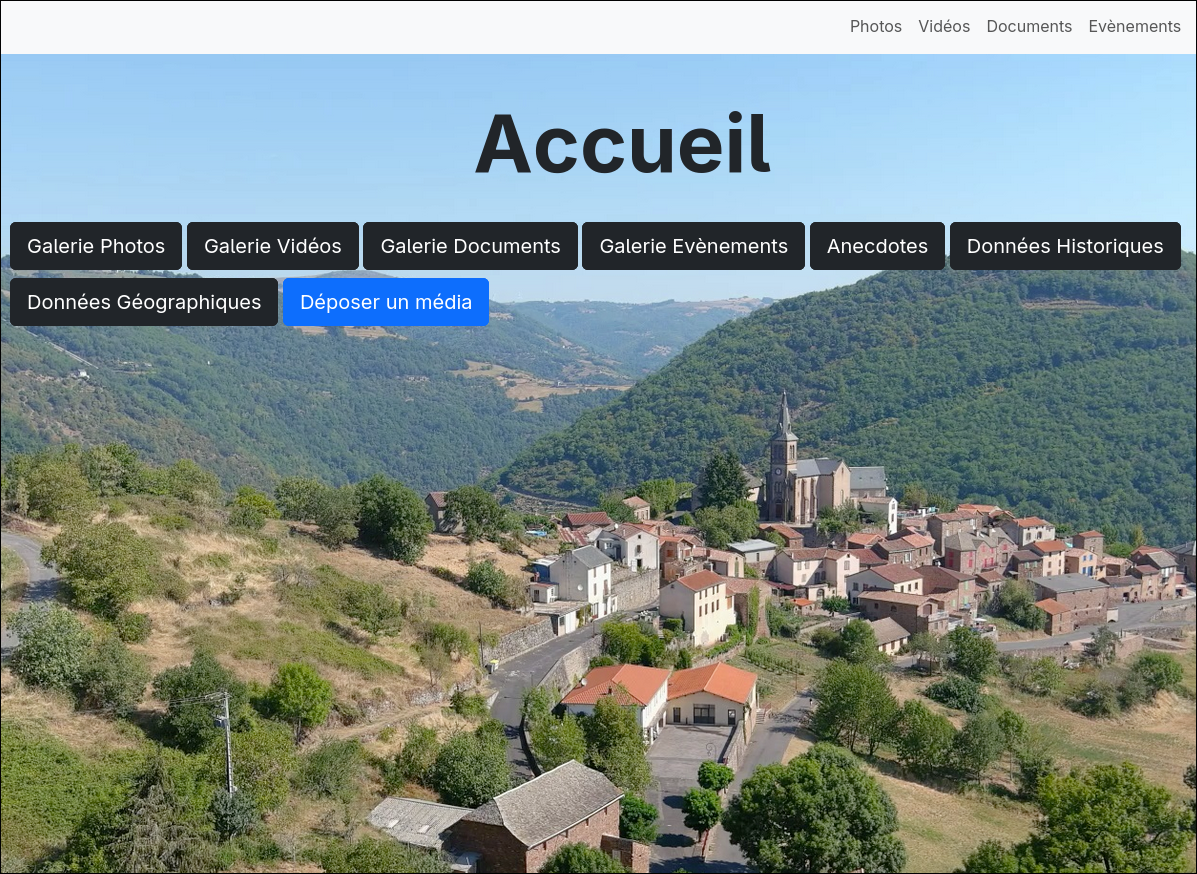 Photos Vidéos Documents Evènements
Accueil
Galerie Photos Galerie Vidéos Galerie Documents Galerie Evènements Anecdotes Données Historiques
Données Géographiques Déposer un média